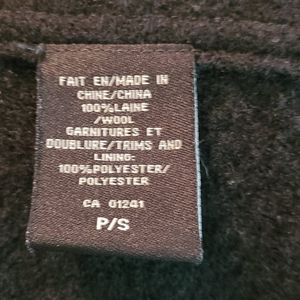 FAIT EN/MADE IN
CHINE/CHINA
100%LAINE
/WOOL
GARNITURES ET
DOUBLURE/TRIMS AND
LINING:
100%POLYESTER/
POLYESTER
CA 01241
P/S